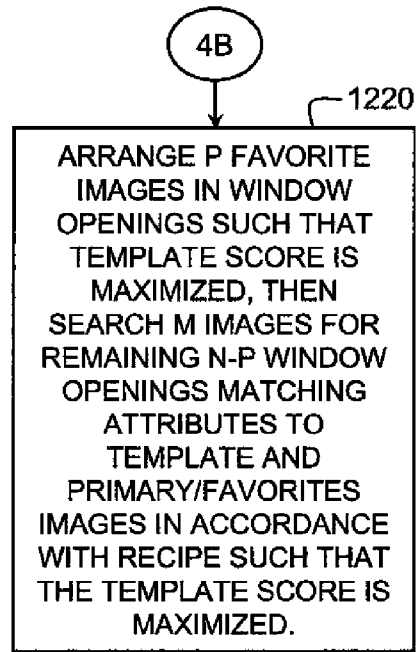 4B
1220
ARRANGE P FAVORITE
IMAGES IN WINDOW
OPENINGS SUCH THAT
TEMPLATE SCORE IS
MAXIMIZED, THEN
SEARCH M IMAGES FOR
REMAINING N-P WINDOW
OPENINGS MATCHING
ATTRIBUTES TO
TEMPLATE AND
PRIMARY/FAVORITES
IMAGES IN ACCORDANCE
WITH RECIPE SUCH THAT
THE TEMPLATE SCORE IS
MAXIMIZED.